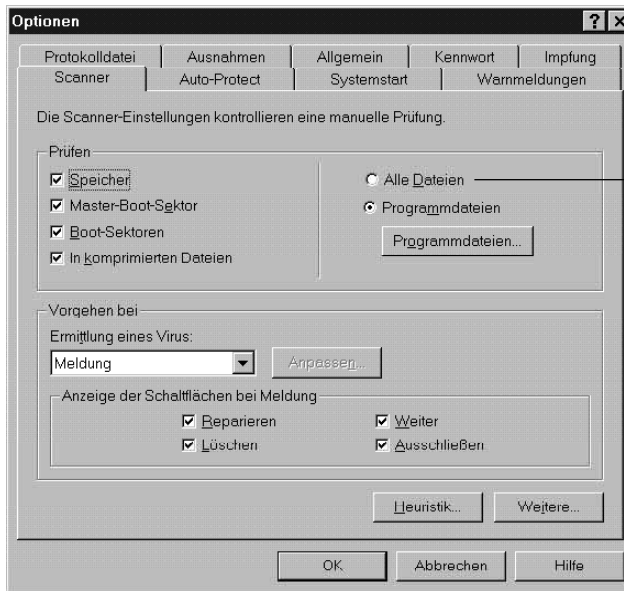 Optionen
Protokolldatei Ausnahmen Allgemein Kennwort Impfung
Scanner Auto-Protect Systemstart Warnmeldungen
Die Scanner-Einstellungen kontrollieren eine manuelle Prüfung.
Prüfen
Speicher
Master-Boot-Sektor
Boot-Sektoren
In komprimierten Dateien
Alle Dateien
Programmdateien
Programmdateien...
Vorgehen bei
Ermittlung eines Virus:
Meldung Anpassen...
Anzeige der Schaltflächen bei Meldung
Reparieren Weiter
Löschen Ausschließen
Heuristik... Weitere...
OK Abbrechen Hilfe